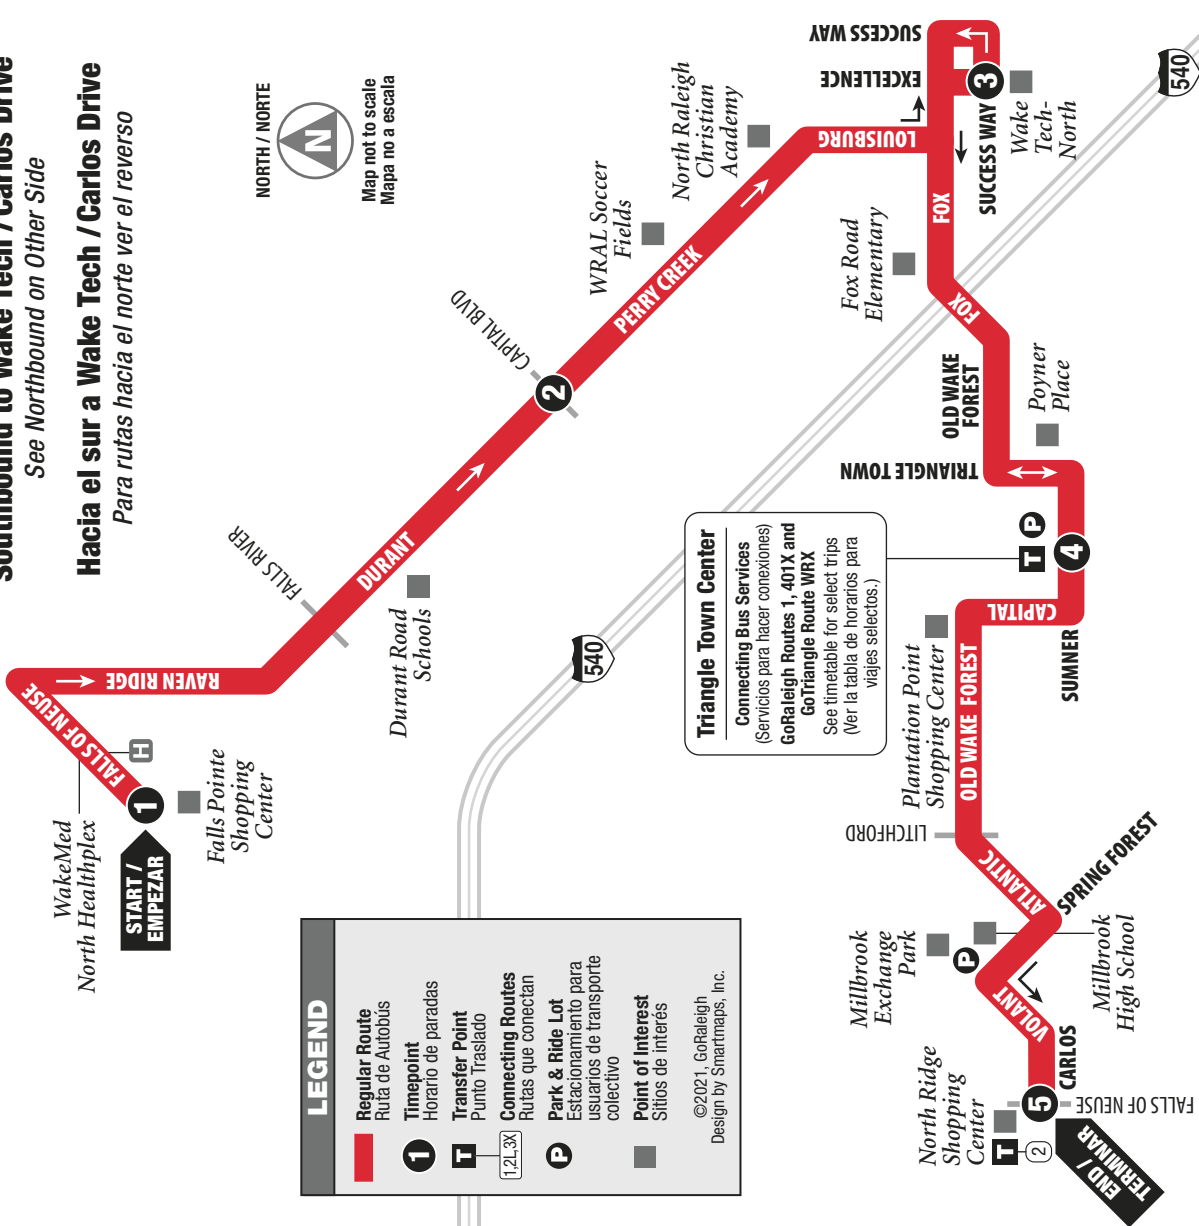 Southbound to Wake Tech / Carlos Drive
See Northbound on Other Side
Hacia el sur a Wake Tech / Carlos Drive
Para rutas hacia el norte ver el reverso
NORTH / NORTE
N
Map not to scale
Mapa no a escala
WakeMed
North Healthplex
H
START /
EMPEZAR
1
Falls Pointe
Shopping
Center
FALLS OF NEUSE
RAVEN RIDGE
FALLS RIVER
DURANT
Durant Road
Schools
CAPITAL BLVD
2
PERRY CREEK
WRAL Soccer
Fields
North Raleigh
Christian
Academy
LOUISBURG
EXCELLENCE
SUCCESS WAY
3
SUCCESS WAY
Wake
Tech-
North
540
540
FOX
Fox Road
Elementary
FOX
OLD WAKE
FOREST
TRIANGLE TOWN
Poyner
Place
T
P
4
SUMNER
CAPITAL
Triangle Town Center
Connecting Bus Services
(Servicios para hacer conexiones)
GoRaleigh Routes 1, 401X and
GoTriangle Route WRX
See timetable for select trips
(Ver la tabla de horarios para
viajes selectos.)
Plantation Point
Shopping Center
OLD WAKE FOREST
LITCHFORD
ATLANTIC
SPRING FOREST
Millbrook
Exchange
Park
P
Millbrook
High School
VOLANT
CARLOS
5
FALLS OF NEUSE
North Ridge
Shopping
Center
T
2
END /
TERMINAR
LEGEND
Regular Route
Ruta de Autobús
1
Timepoint
Horario de paradas
T
Transfer Point
Punto Traslado
1,2L,3X
Connecting Routes
Rutas que conectan
P
Park & Ride Lot
Estacionamiento para
usuarios de transporte
colectivo
Point of Interest
Sitios de interés
©2021, GoRaleigh
Design by Smartmaps, Inc.